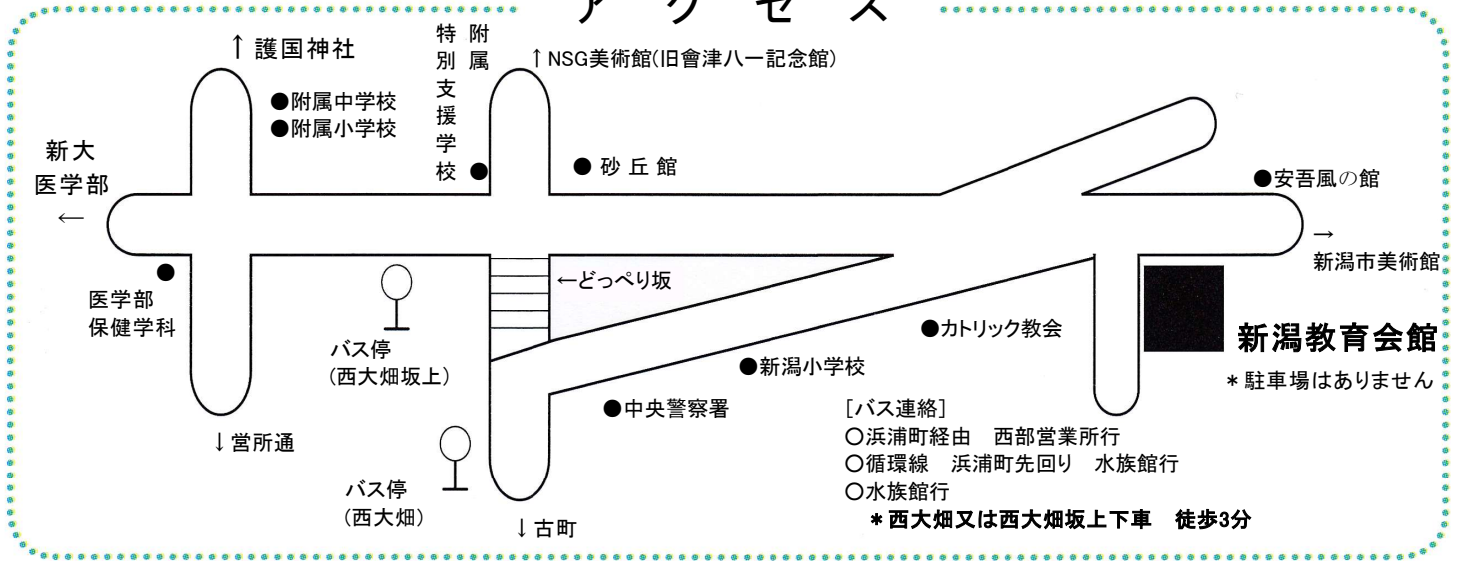 アクセス
↑護国神社
附属
特別支援学校
↑NSG美術館(旧會津八一記念館)
●附属中学校
●附属小学校
新大
医学部
←
●砂丘館
●安吾風の館
→
新潟市美術館
医学部
保健学科
←どっぺり坂
バス停
(西大畑坂上)
●カトリック教会
新潟教育会館
*駐車場はありません
●新潟小学校
●中央警察署
↓営所通
バス停
(西大畑)
↓古町
[バス連絡]
○浜浦町経由 西部営業所行
○循環線 浜浦町先回り 水族館行
○水族館行
*西大畑又は西大畑坂上下車 徒歩3分